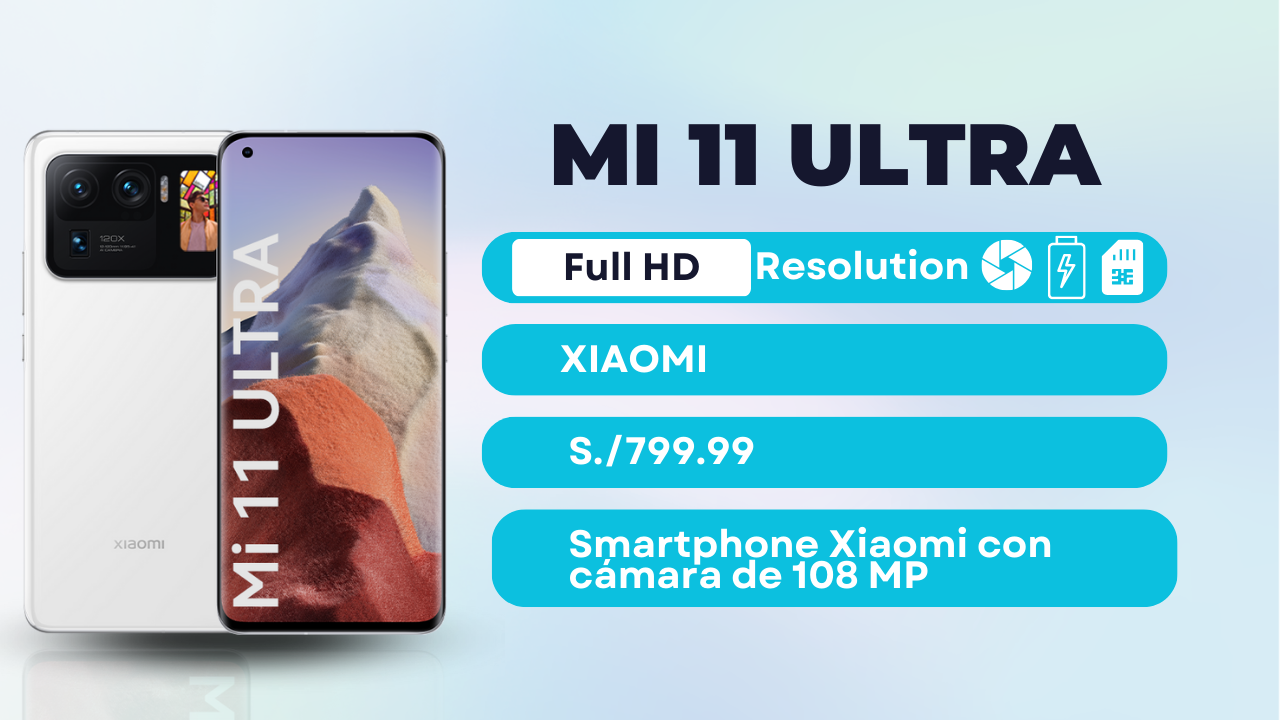 MI 11 ULTRA
Full HD Resolution
XIAOMI
S./799.99
Smartphone Xiaomi con
cámara de 108 MP
120X
xiaomi
Mi 11 ULTRA